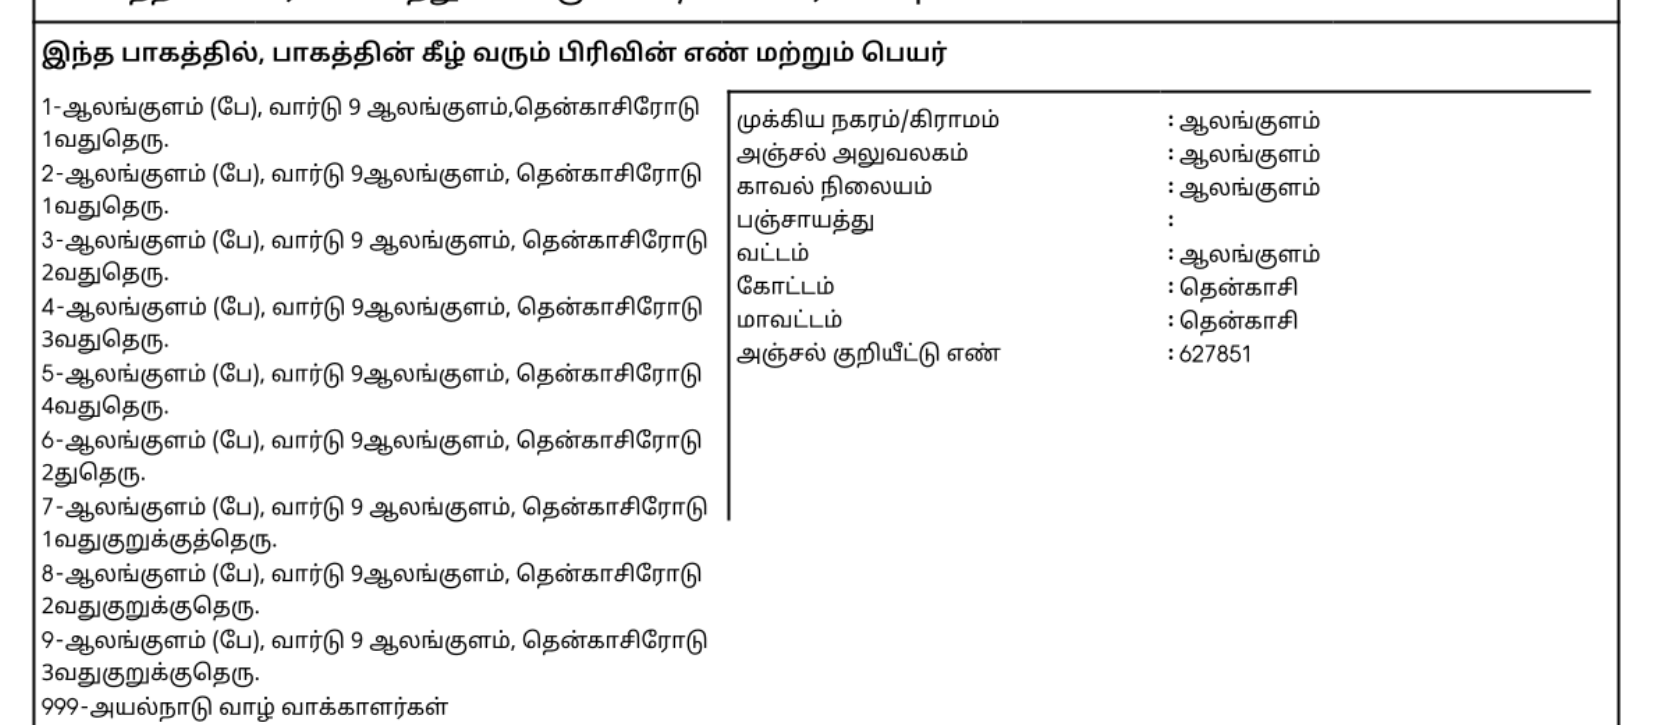 இந்த பாகத்தில், பாகத்தின் கீழ் வரும் பிரிவின் எண் மற்றும் பெயர்
1-ஆலங்குளம் (பே), வார்டு 9 ஆலங்குளம்,தென்காசிரோடு
1வதுதெரு.
2-ஆலங்குளம் (பே), வார்டு 9ஆலங்குளம், தென்காசிரோடு
1வதுதெரு.
3-ஆலங்குளம் (பே), வார்டு 9 ஆலங்குளம், தென்காசிரோடு
2வதுதெரு.
4-ஆலங்குளம் (பே), வார்டு 9ஆலங்குளம், தென்காசிரோடு
3வதுதெரு.
5-ஆலங்குளம் (பே), வார்டு 9ஆலங்குளம், தென்காசிரோடு
4வதுதெரு.
6-ஆலங்குளம் (பே), வார்டு 9ஆலங்குளம், தென்காசிரோடு
2துதெரு.
7-ஆலங்குளம் (பே), வார்டு 9 ஆலங்குளம், தென்காசிரோடு
1வதுகுறுக்குத்தெரு.
8-ஆலங்குளம் (பே), வார்டு 9ஆலங்குளம், தென்காசிரோடு
2வதுகுறுக்குதெரு.
9-ஆலங்குளம் (பே), வார்டு 9 ஆலங்குளம், தென்காசிரோடு
3வதுகுறுக்குதெரு.
999-அயல்நாடு வாழ் வாக்காளர்கள்
முக்கிய நகரம்/கிராமம் : ஆலங்குளம்
அஞ்சல் அலுவலகம் : ஆலங்குளம்
காவல் நிலையம் : ஆலங்குளம்
பஞ்சாயத்து :
வட்டம் : ஆலங்குளம்
கோட்டம் : தென்காசி
மாவட்டம் : தென்காசி
அஞ்சல் குறியீட்டு எண் : 627851